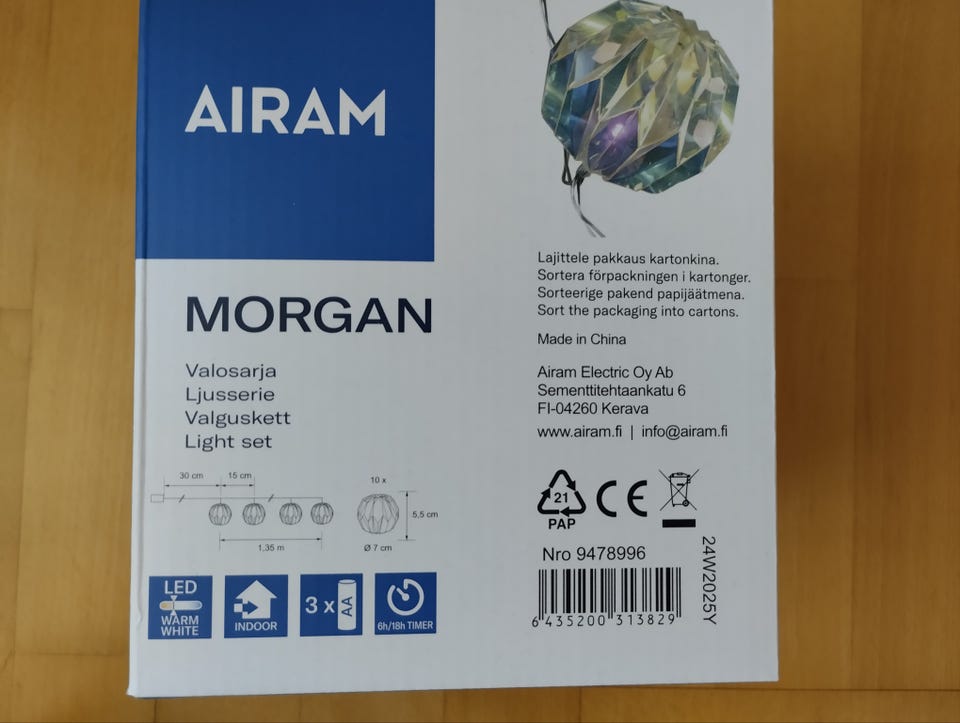 AIRAM
MORGAN
Valosarja
Ljusserie
Valguskett
Light set
30 cm
15 cm
1,35 m
10 x
5,5 cm
Ø 7 cm
LED
WARM
WHITE
INDOOR
3 x AA
6h/18h TIMER
Lajittele pakkaus kartonkina.
Sortera förpackningen i kartonger.
Sorteerige pakend papijäätmena.
Sort the packaging into cartons.
Made in China
Airam Electric Oy Ab
Sementtitehtaankatu 6
FI-04260 Kerava
www.airam.fi | info@airam.fi
21
PAP
CE
Nro 9478996
6 435200 313829
24W2025Y